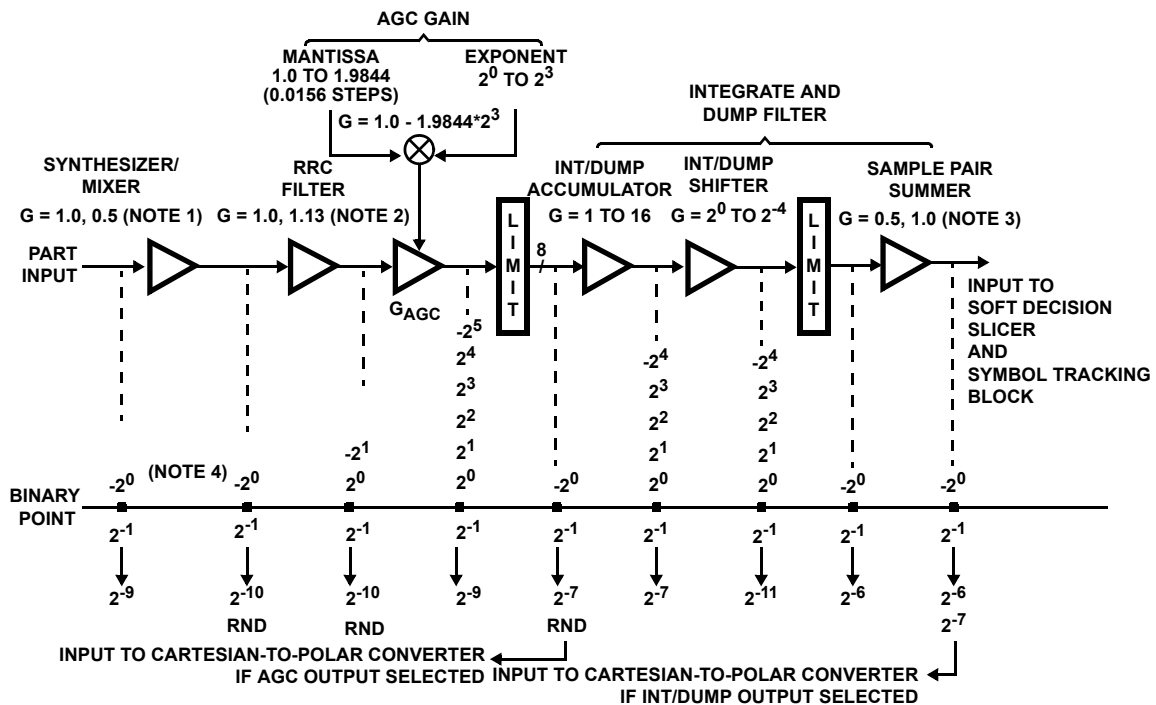 AGC GAIN
MANTISSA
1.0 TO 1.9844
(0.0156 STEPS)
EXPONENT
2^0 TO 2^3
G = 1.0 - 1.9844*2^3
INTEGRATE AND
DUMP FILTER
SYNTHESIZER/
MIXER
G = 1.0, 0.5 (NOTE 1)
RRC
FILTER
G = 1.0, 1.13 (NOTE 2)
INT/DUMP
ACCUMULATOR
G = 1 TO 16
INT/DUMP
SHIFTER
G = 2^0 TO 2^-4
SAMPLE PAIR
SUMMER
G = 0.5, 1.0 (NOTE 3)
PART
INPUT
G_AGC
LIMIT
8
LIMIT
INPUT TO
SOFT DECISION
SLICER
AND
SYMBOL TRACKING
BLOCK
-2^5
2^4 -2^4 -2^4
2^3 2^3 2^3
2^2 2^2 2^2
-2^1 2^1 2^1 2^1
(NOTE 4)
-2^0 -2^0 2^0 2^0 -2^0 2^0 2^0 -2^0 -2^0
BINARY
POINT
2^-1 2^-1 2^-1 2^-1 2^-1 2^-1 2^-1 2^-1 2^-1
2^-9 2^-10 2^-10 2^-9 2^-7 2^-7 2^-11 2^-6 2^-6
RND RND RND 2^-7
INPUT TO CARTESIAN-TO-POLAR CONVERTER
IF AGC OUTPUT SELECTED
INPUT TO CARTESIAN-TO-POLAR CONVERTER
IF INT/DUMP OUTPUT SELECTED